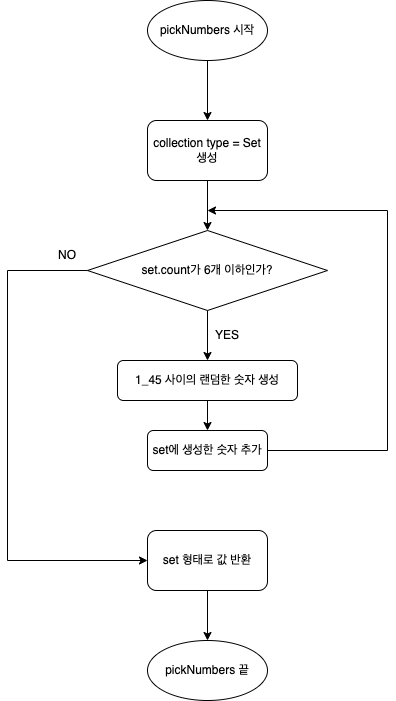 pickNumbers 시작
collection type = Set
생성
NO
set.count가 6개 이하인가?
YES
1_45 사이의 랜덤한 숫자 생성
set에 생성한 숫자 추가
set 형태로 값 반환
pickNumbers 끝